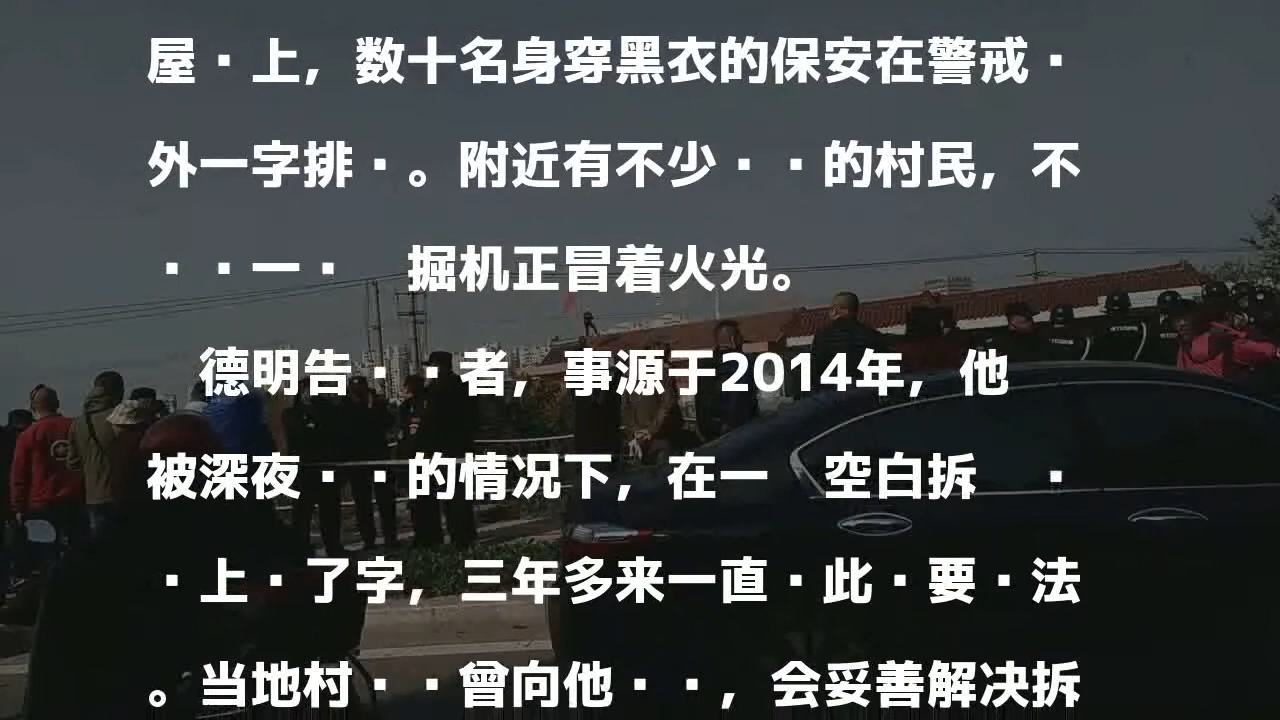 屋·上，数十名身穿黑衣的保安在警戒·
外一字排·。附近有不少··的村民，不
··一·　掘机正冒着火光。
德明告··者，事源于2014年，他
被深夜··的情况下，在一　空白拆　·
·上·了字，三年多来一直·此·要·法
。当地村··曾向他··，会妥善解决拆